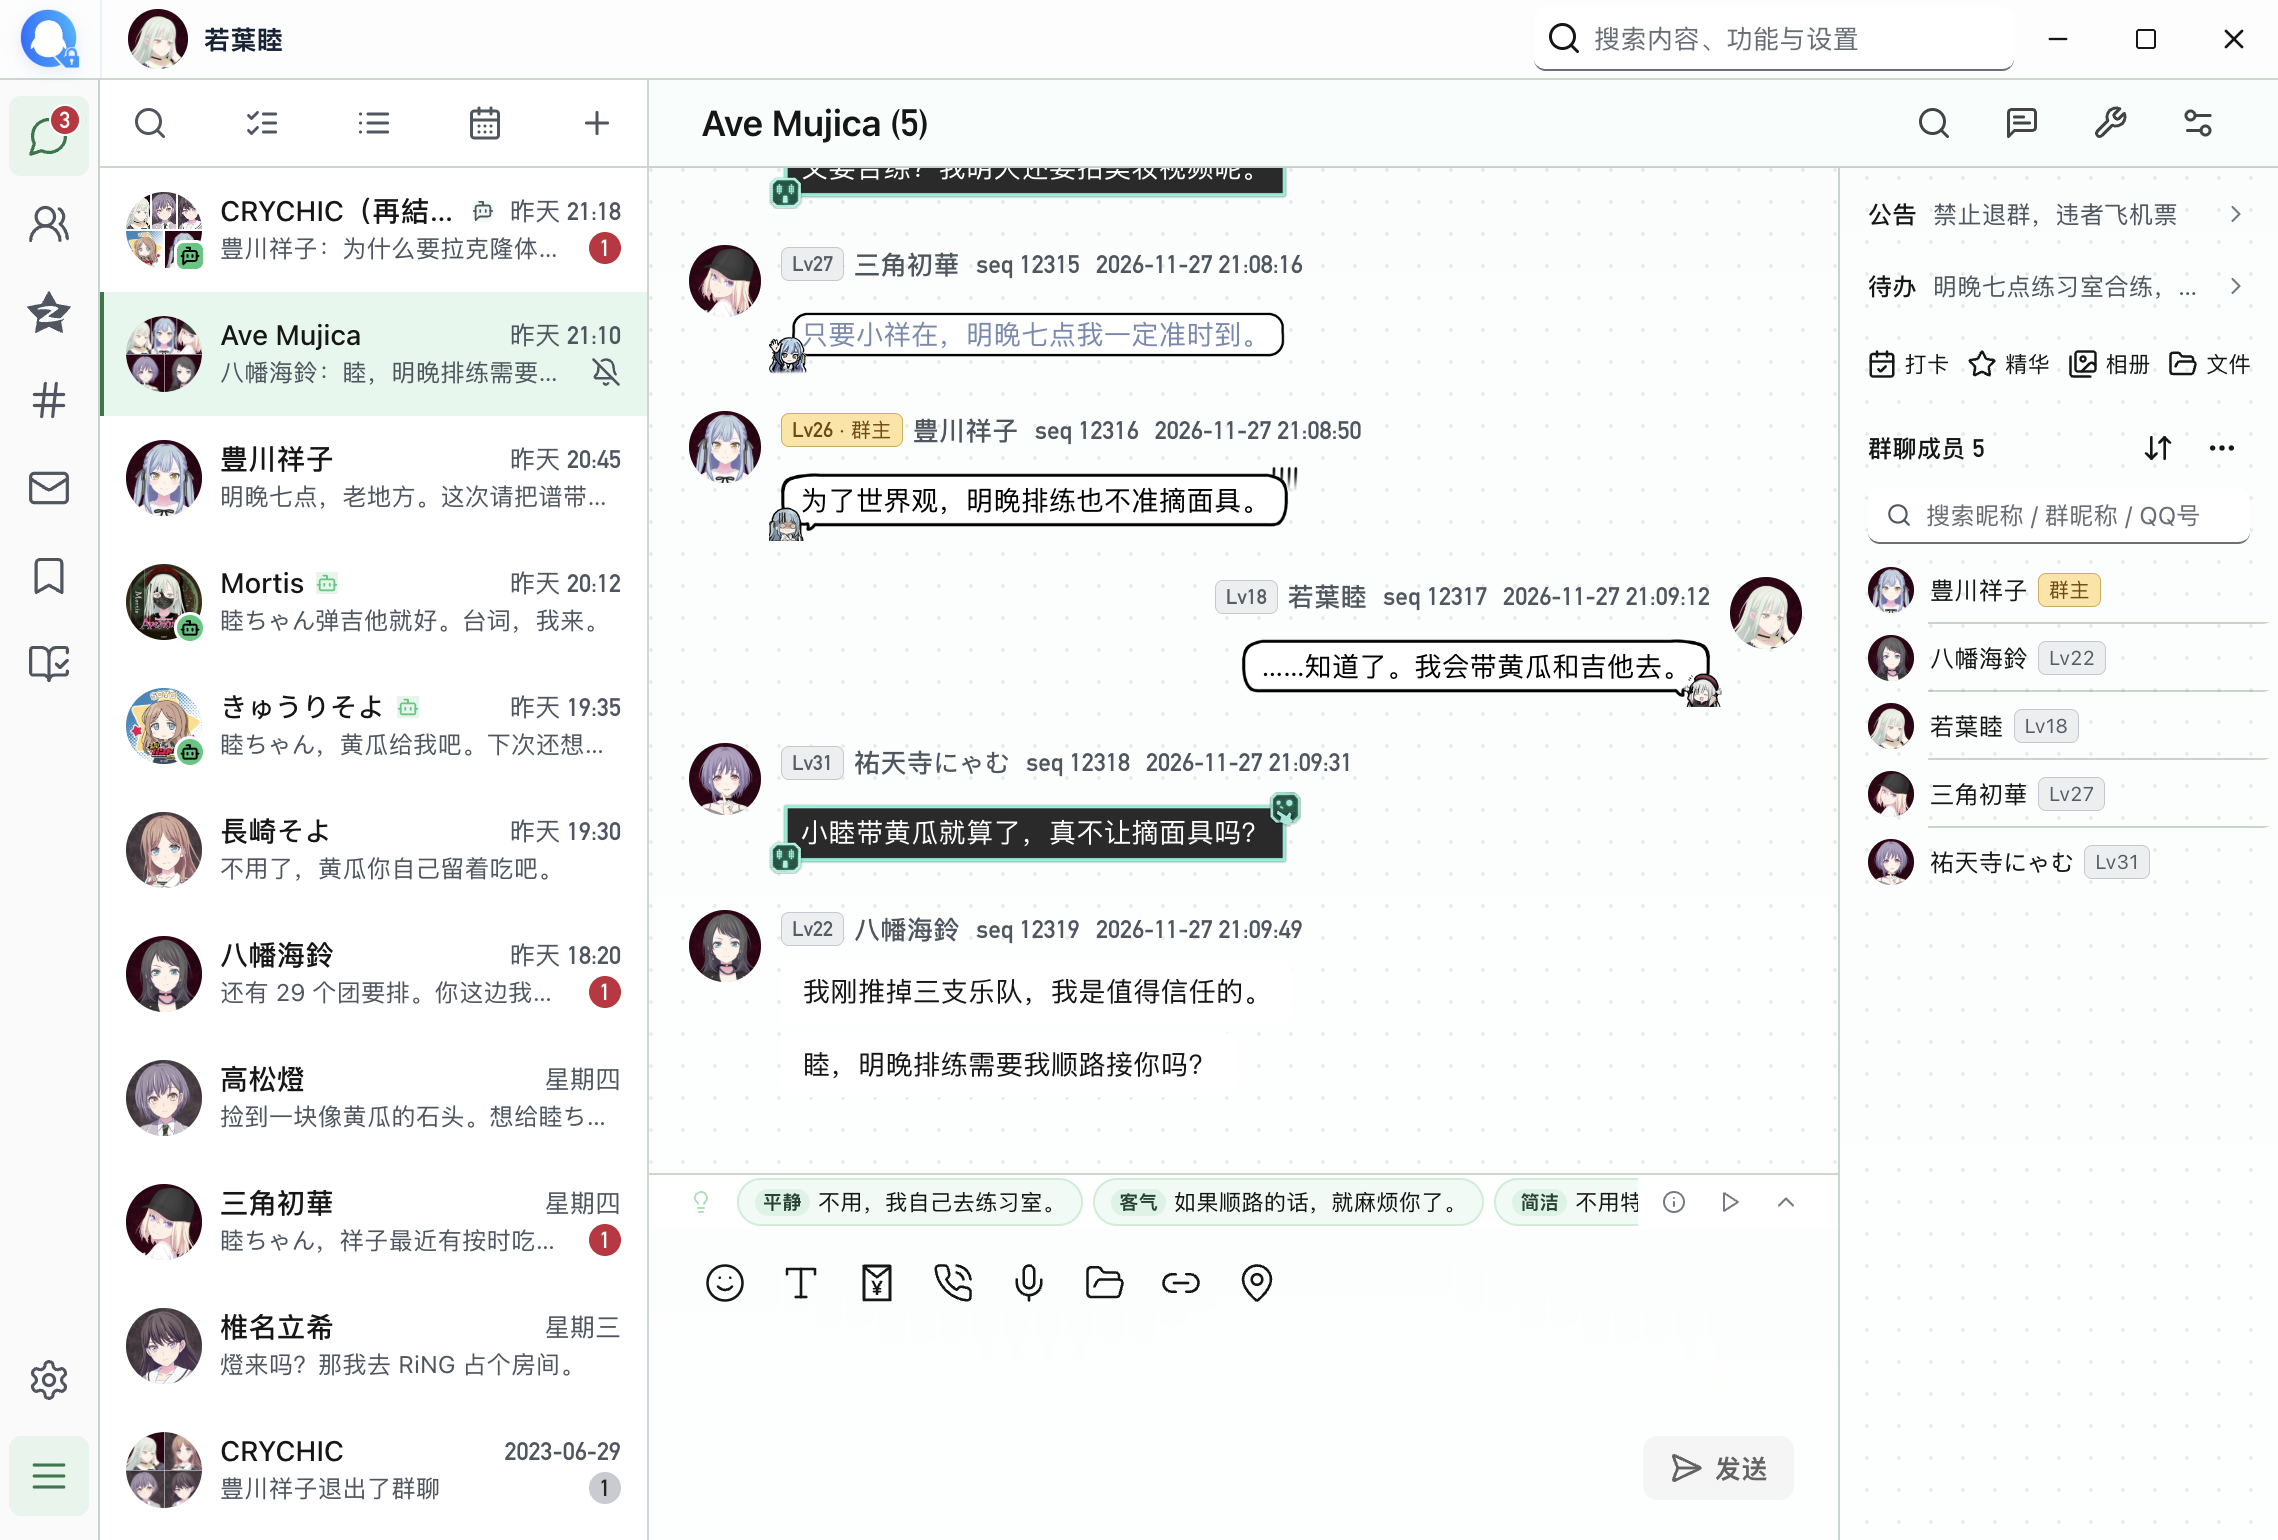 若葉睦
搜索内容、功能与设置
3
CRYCHIC（再結... 昨天 21:18
豊川祥子：为什么要拉克隆体... 1
Ave Mujica 昨天 21:10
八幡海鈴：睦，明晚排练需要...
豊川祥子 昨天 20:45
明晚七点，老地方。这次请把谱带...
Mortis 昨天 20:12
睦ちゃん弹吉他就好。台词，我来。
きゅうりそよ 昨天 19:35
睦ちゃん，黄瓜给我吧。下次还想...
長崎そよ 昨天 19:30
不用了，黄瓜你自己留着吃吧。
八幡海鈴 昨天 18:20
还有 29 个团要排。你这边我... 1
高松燈 星期四
捡到一块像黄瓜的石头。想给睦ち...
三角初華 星期四
睦ちゃん，祥子最近有按时吃... 1
椎名立希 星期三
燈来吗？那我去 RiNG 占个房间。
CRYCHIC 2023-06-29
豊川祥子退出了群聊 1
Ave Mujica (5)
又要合练？我明天还要拍美妆视频呢。
Lv27 三角初華 seq 12315 2026-11-27 21:08:16
只要小祥在，明晚七点我一定准时到。
Lv26 · 群主 豊川祥子 seq 12316 2026-11-27 21:08:50
为了世界观，明晚排练也不准摘面具。
Lv18 若葉睦 seq 12317 2026-11-27 21:09:12
......知道了。我会带黄瓜和吉他去。
Lv31 祐天寺にゃむ seq 12318 2026-11-27 21:09:31
小睦带黄瓜就算了，真不让摘面具吗？
Lv22 八幡海鈴 seq 12319 2026-11-27 21:09:49
我刚推掉三支乐队，我是值得信任的。
睦，明晚排练需要我顺路接你吗？
平静 不用，我自己去练习室。 客气 如果顺路的话，就麻烦你了。 简洁 不用特
发送
公告 禁止退群，违者飞机票
待办 明晚七点练习室合练，...
打卡 精华 相册 文件
群聊成员 5
搜索昵称 / 群昵称 / QQ号
豊川祥子 群主
八幡海鈴 Lv22
若葉睦 Lv18
三角初華 Lv27
祐天寺にゃむ Lv31